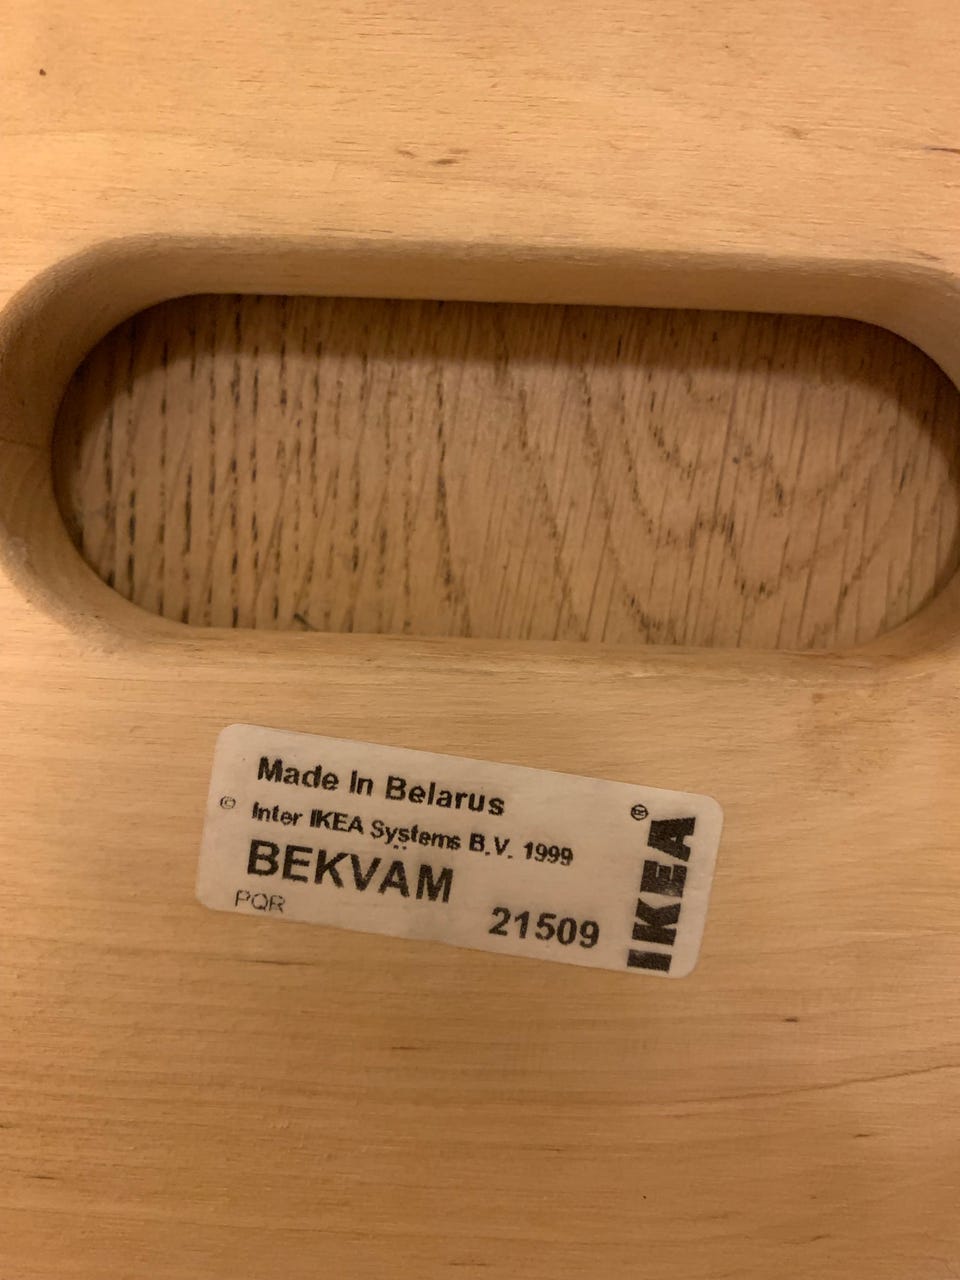 Made In Belarus
© Inter IKEA Systems B.V. 1999
BEKVÄM
PQR
21509
IKEA®